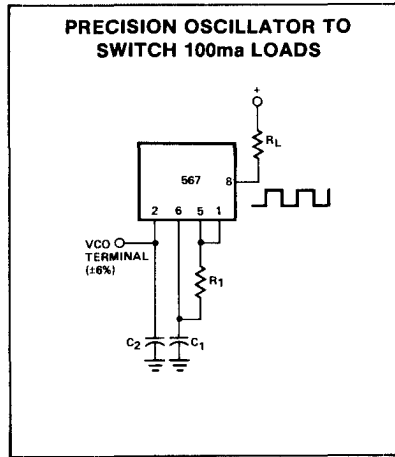 PRECISION OSCILLATOR TO
SWITCH 100ma LOADS
+
RL
567
8
2 6 5 1
VCO
TERMINAL
(±6%)
R1
C2 C1